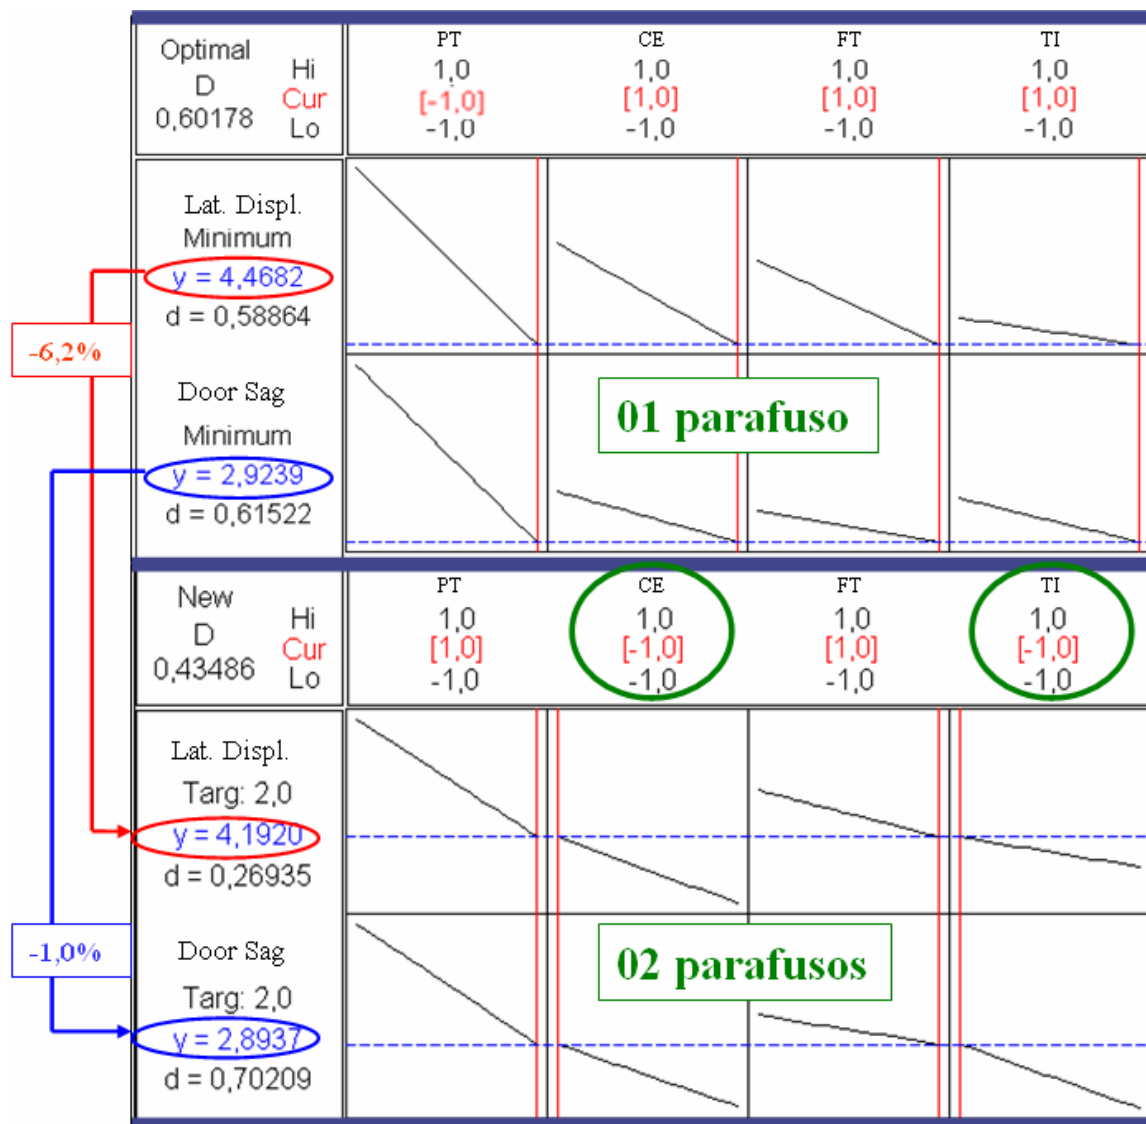 Optimal
D
0,60178
Hi
Cur
Lo
PT
1,0
[-1,0]
-1,0
CE
1,0
[1,0]
-1,0
FT
1,0
[1,0]
-1,0
TI
1,0
[1,0]
-1,0
Lat. Displ.
Minimum
y = 4,4682
d = 0,58864
-6,2%
Door Sag
Minimum
y = 2,9239
d = 0,61522
01 parafuso
New
D
0,43486
Hi
Cur
Lo
PT
1,0
[1,0]
-1,0
CE
1,0
[-1,0]
-1,0
FT
1,0
[1,0]
-1,0
TI
1,0
[-1,0]
-1,0
Lat. Displ.
Targ: 2,0
y = 4,1920
d = 0,26935
-1,0%
Door Sag
Targ: 2,0
y = 2,8937
d = 0,70209
02 parafusos